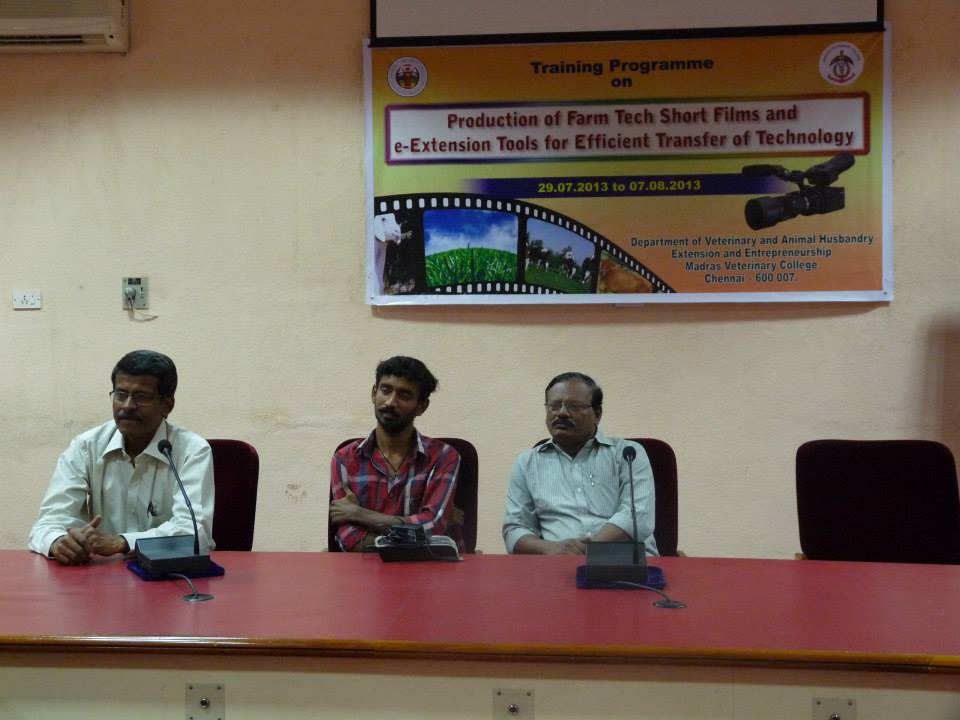 Training Programme
on
Production of Farm Tech Short Films and
e-Extension Tools for Efficient Transfer of Technology
29.07.2013 to 07.08.2013
Department of Veterinary and Animal Husbandry
Extension and Entrepreneurship
Madras Veterinary College
Chennai - 600 007.